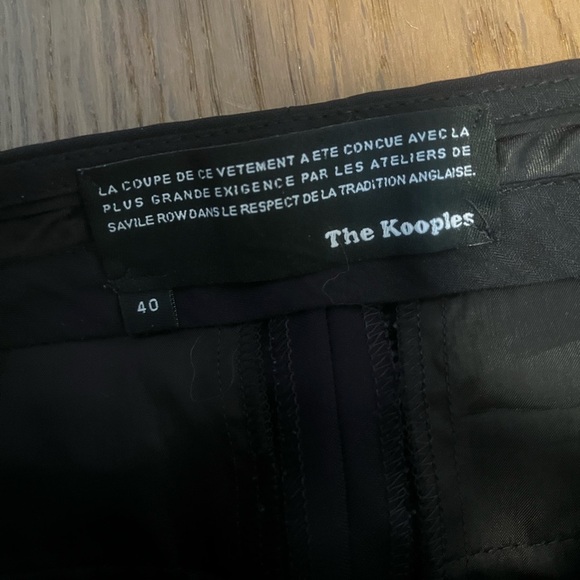 LA COUPE DE CE VETEMENT A ETE CONCUE AVEC LA
PLUS GRANDE EXIGENCE PAR LES ATELIERS DE
SAVILE ROW DANS LE RESPECT DE LA TRADITION ANGLAISE.
The Kooples
40